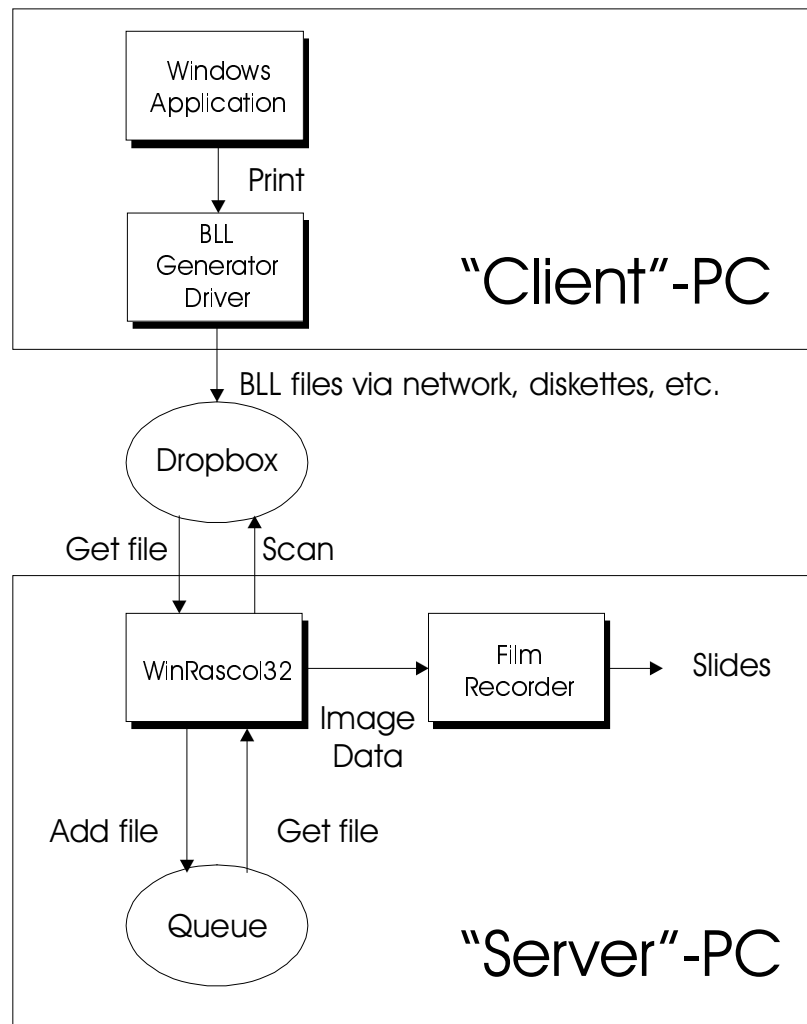 Windows
Application
Print
BLL
Generator
Driver
“Client”-PC
BLL files via network, diskettes, etc.
Dropbox
Get file
Scan
WinRascol32
Film
Recorder
Slides
Image
Data
Add file
Get file
Queue
“Server”-PC